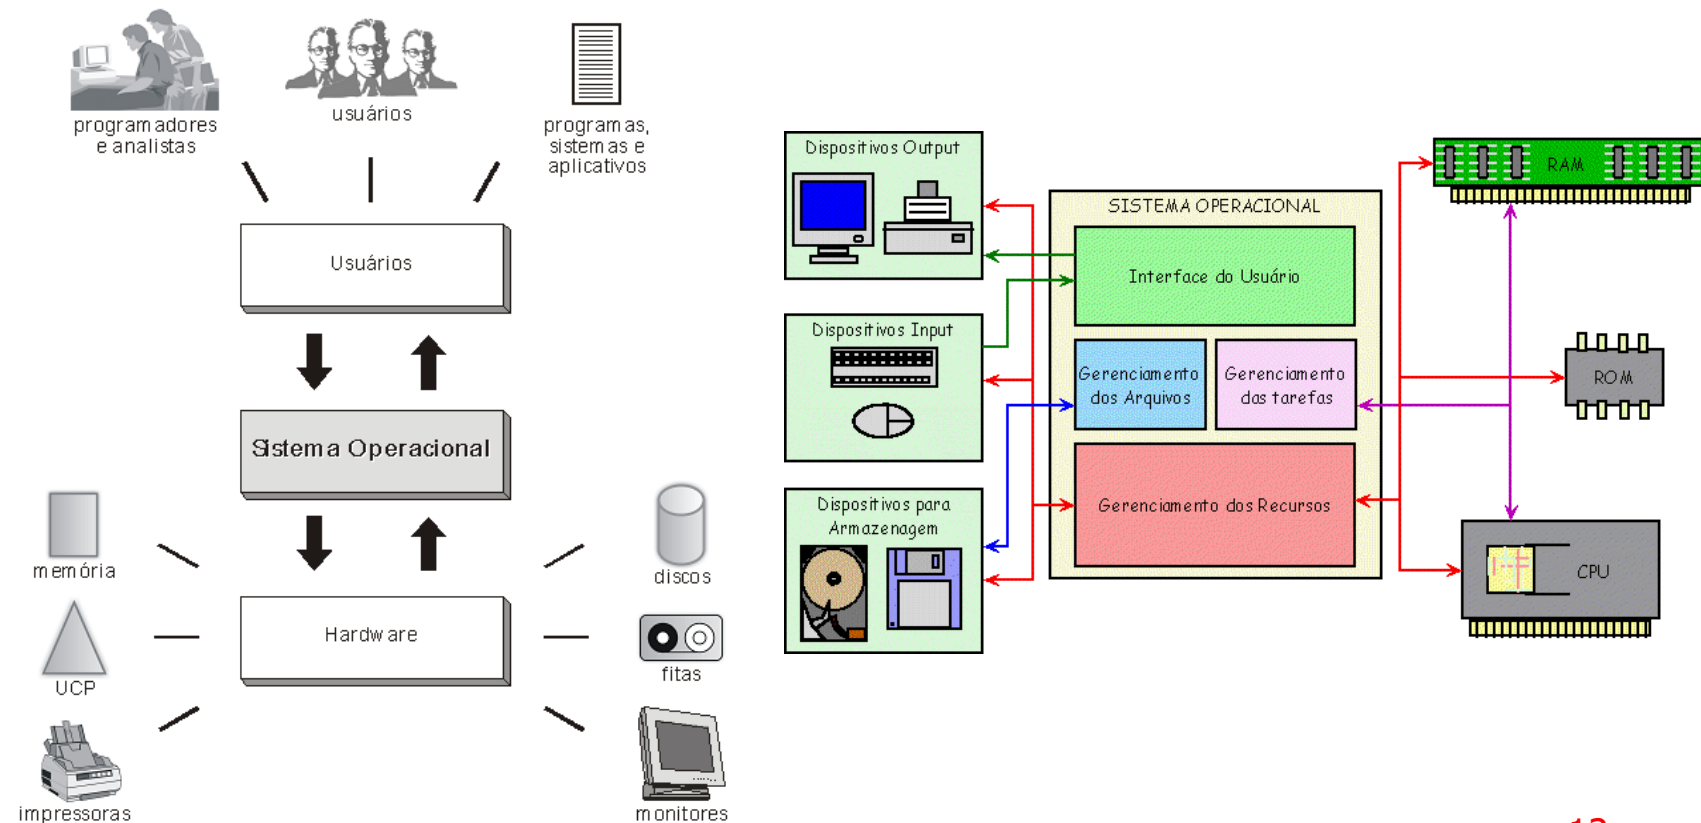 programadores
e analistas
usuários
programas,
sistemas e
aplicativos
Usuários
Sistema Operacional
memória
discos
Hardware
UCP
fitas
impressoras
monitores
Dispositivos Output
Dispositivos Input
Dispositivos para
Armazenagem
SISTEMA OPERACIONAL
Interface do Usuário
Gerenciamento
dos Arquivos
Gerenciamento
das tarefas
Gerenciamento dos Recursos
RAM
ROM
CPU